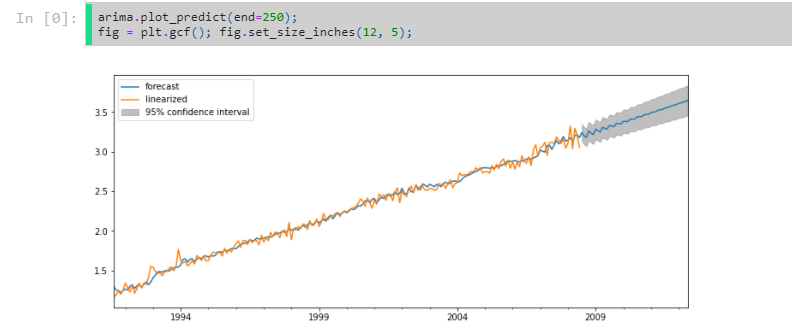 In [0]:
arima.plot_predict(end=250);
fig = plt.gcf(); fig.set_size_inches(12, 5);
forecast
linearized
95% confidence interval
3.5
3.0
2.5
2.0
1.5
1994 1999 2004 2009